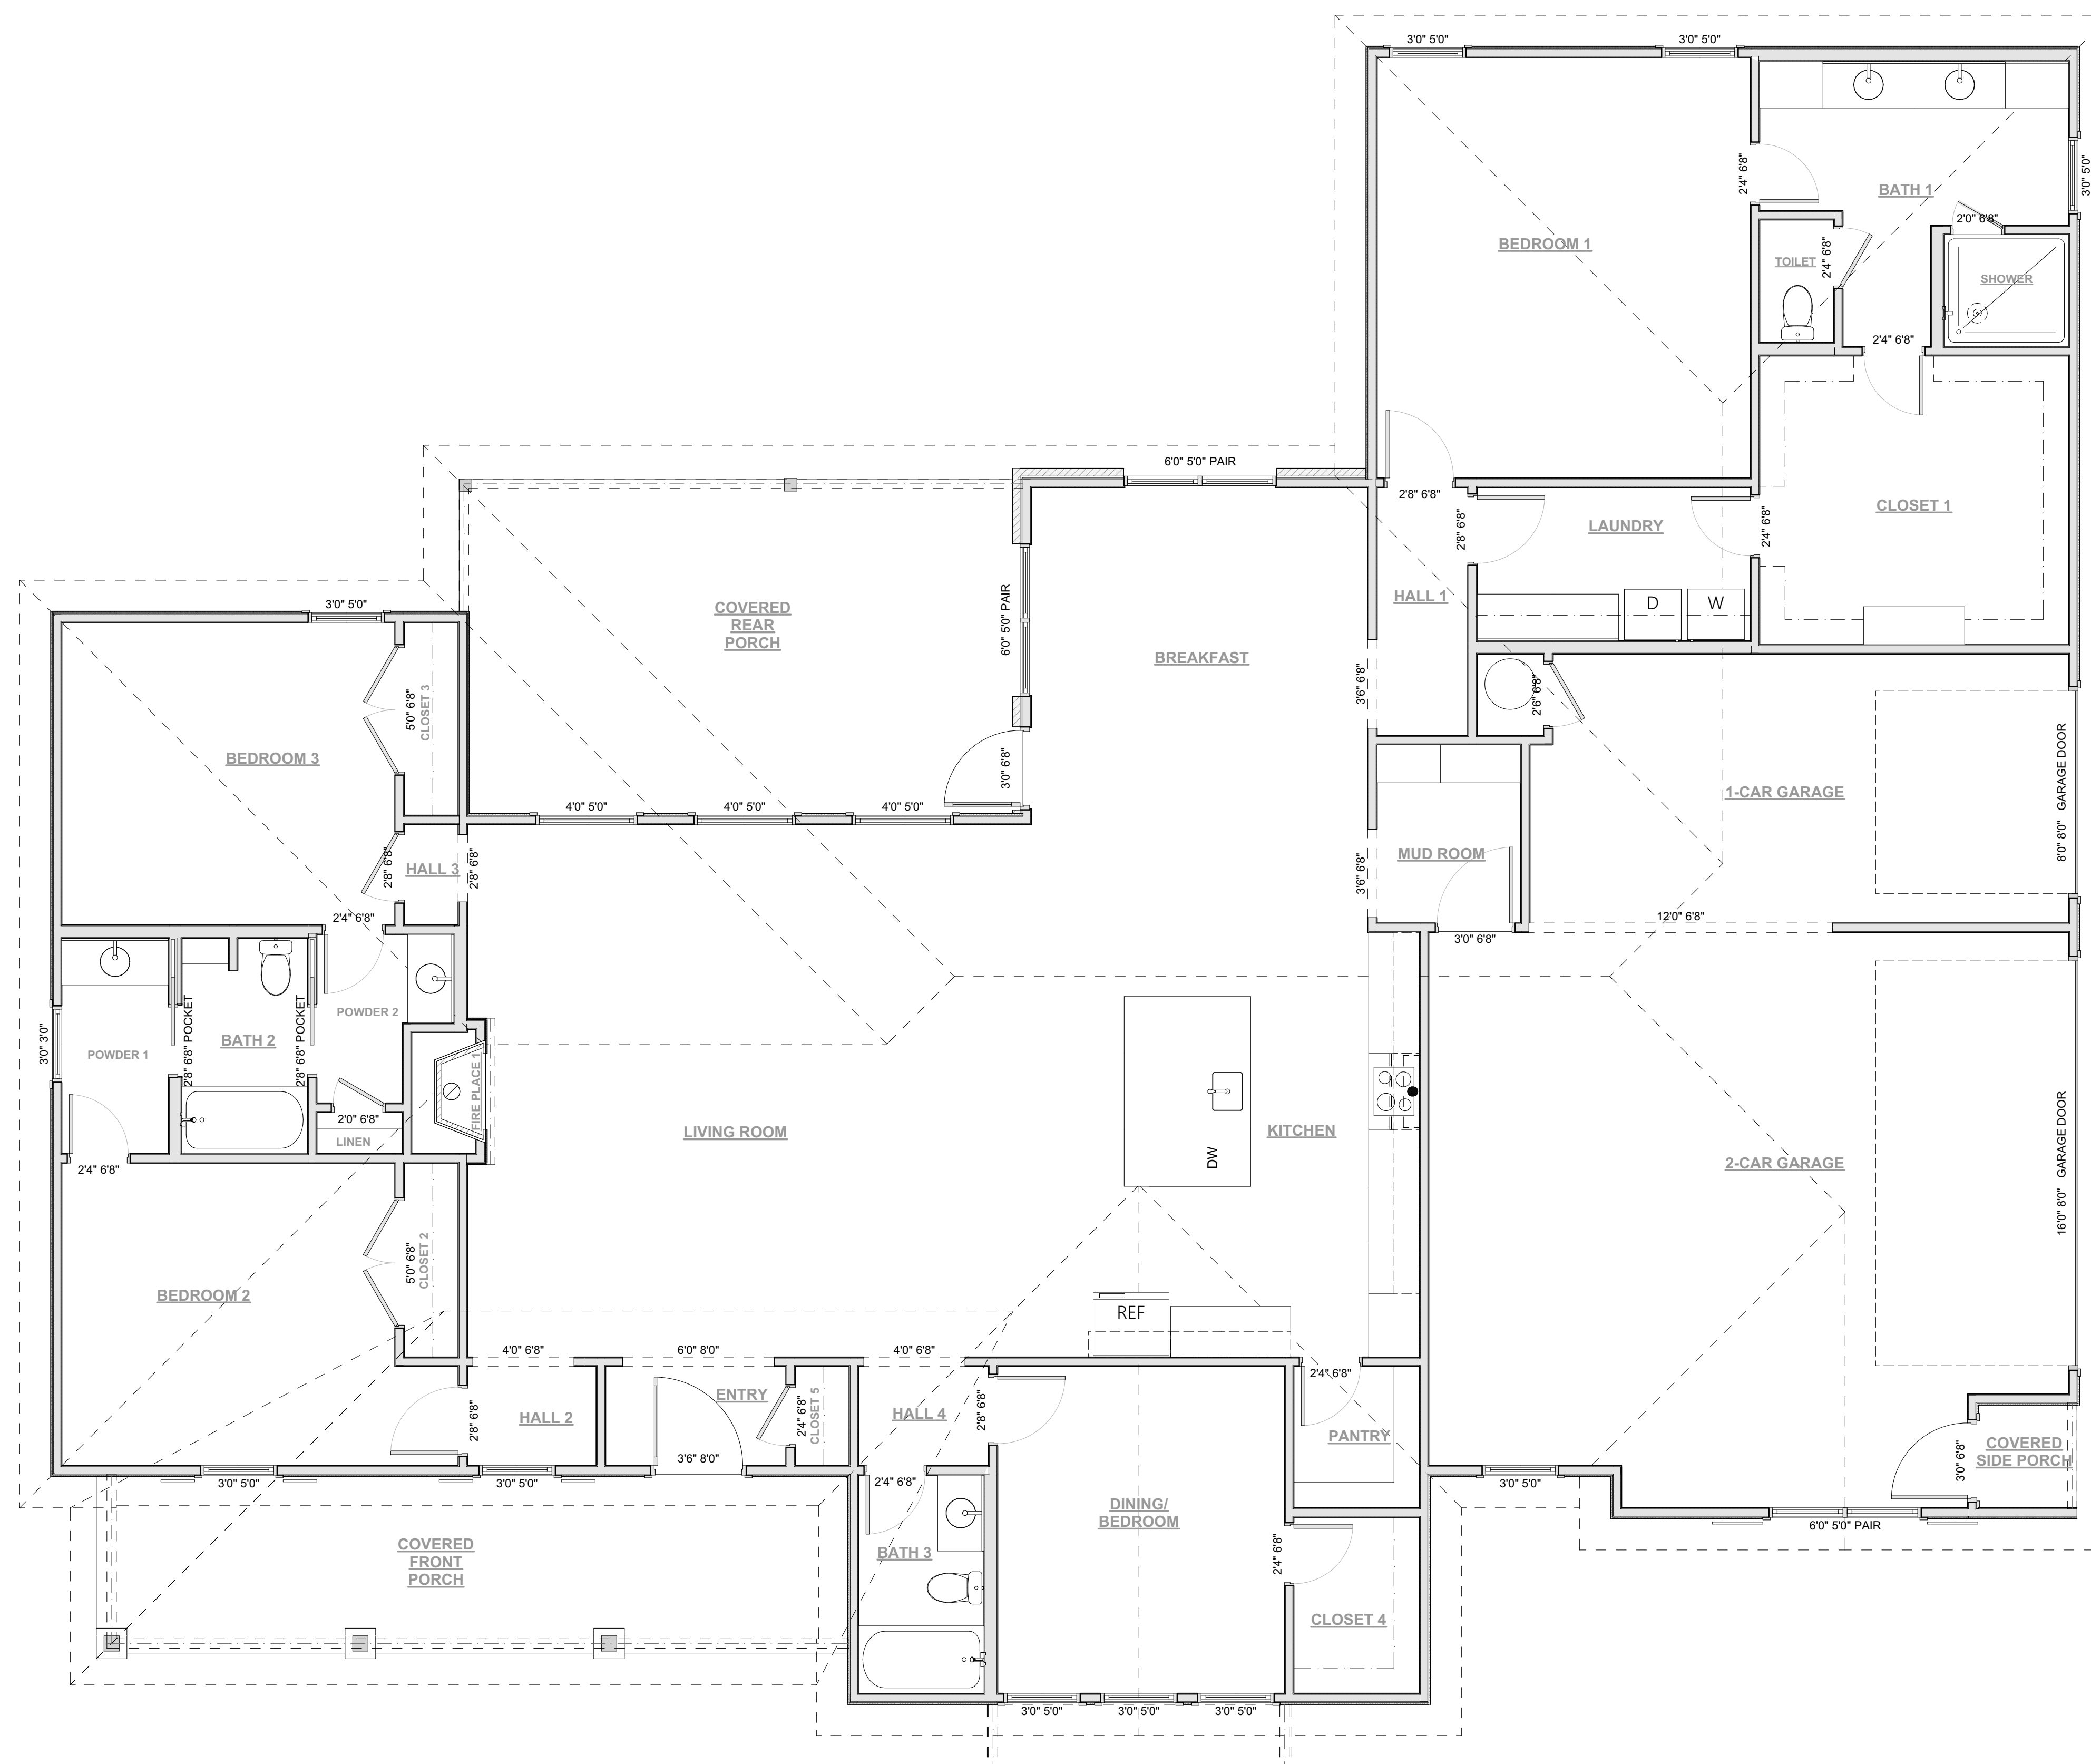 3'0" 5'0"
3'0" 5'0"
3'0" 5'0"
2'4" 6'8"
BATH 1
2'0" 6'8"
BEDROOM 1
TOILET
2'4" 6'8"
SHOWER
2'4" 6'8"
6'0" 5'0" PAIR
2'8" 6'8"
2'8" 6'8"
LAUNDRY
2'4" 6'8"
CLOSET 1
HALL 1
D
W
3'0" 5'0"
COVERED
REAR
PORCH
6'0" 5'0" PAIR
BREAKFAST
3'6" 6'8"
2'6" 6'8"
5'0" 6'8"
CLOSET 3
BEDROOM 3
3'0" 6'8"
1-CAR GARAGE
8'0" 8'0" GARAGE DOOR
4'0" 5'0"
4'0" 5'0"
4'0" 5'0"
2'8" 6'8"
HALL 3
2'8" 6'8"
3'6" 6'8"
MUD ROOM
2'4" 6'8"
12'0" 6'8"
3'0" 6'8"
3'0" 3'0"
POWDER 1
2'8" 6'8" POCKET
BATH 2
2'8" 6'8" POCKET
POWDER 2
FIRE PLACE 1
2'0" 6'8"
LINEN
2'4" 6'8"
LIVING ROOM
KITCHEN
DW
2-CAR GARAGE
16'0" 8'0" GARAGE DOOR
BEDROOM 2
5'0" 6'8"
CLOSET 2
REF
4'0" 6'8"
6'0" 8'0"
4'0" 6'8"
2'4" 6'8"
2'8" 6'8"
HALL 2
ENTRY
2'4" 6'8"
CLOSET 5
HALL 4
2'8" 6'8"
PANTRY
3'0" 6'8"
COVERED
SIDE PORCH
3'0" 5'0"
3'0" 5'0"
3'6" 8'0"
2'4" 6'8"
3'0" 5'0"
6'0" 5'0" PAIR
COVERED
FRONT
PORCH
BATH 3
DINING/
BEDROOM
2'4" 6'8"
CLOSET 4
3'0" 5'0"
3'0" 5'0"
3'0" 5'0"